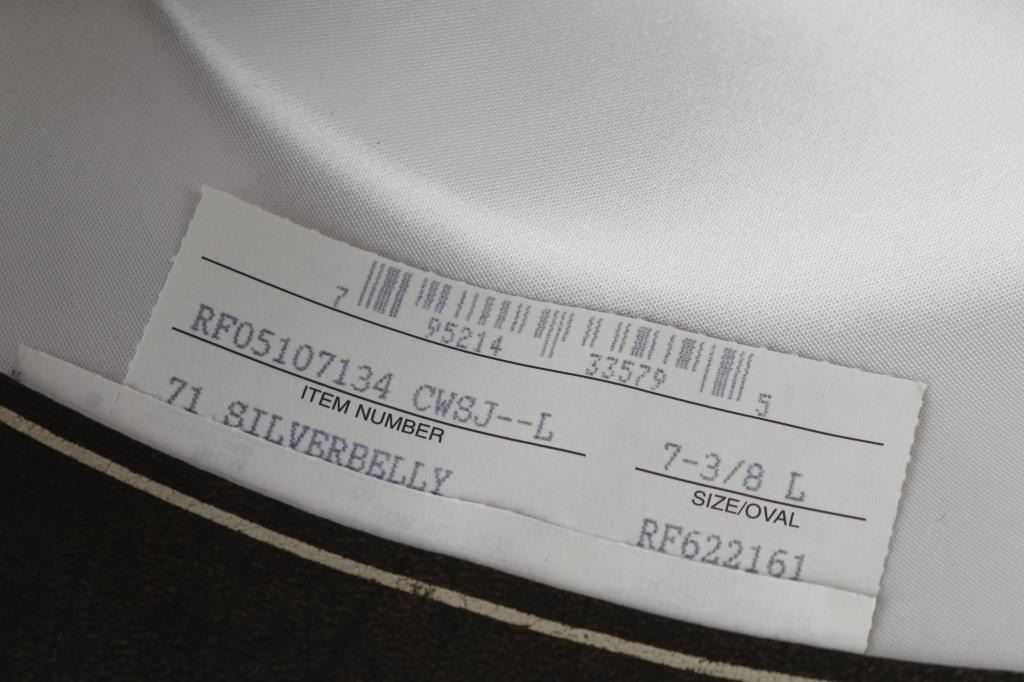 7 95214 33579 5
RF05107134 CWSJ--L
ITEM NUMBER
7-3/8 L
SIZE/OVAL
71 SILVERBELLY
RF622161